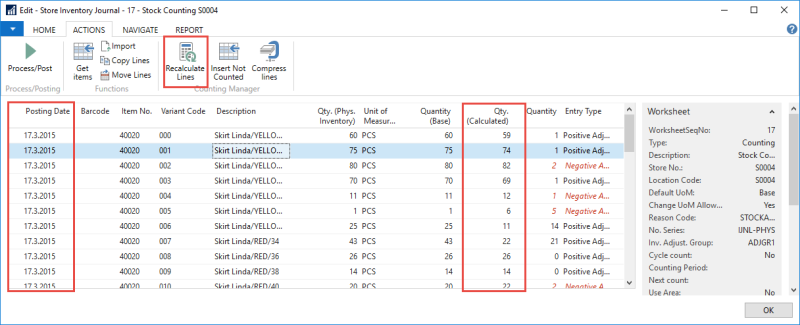 Edit - Store Inventory Journal - 17 - Stock Counting S0004
HOME ACTIONS NAVIGATE REPORT
Process/Post
Get items
Import
Copy Lines
Move Lines
Recalculate Lines
Insert Not Counted
Compress lines
Process/Posting Functions Counting Manager
Posting Date Barcode Item No. Variant Code Description Qty. (Phys. Inventory) Unit of Measur... Quantity (Base) Qty. (Calculated) Quantity Entry Type
17.3.2015 40020 000 Skirt Linda/YELLO... 60 PCS 60 59 1 Positive Adj...
17.3.2015 40020 001 Skirt Linda/YELLO... 75 PCS 75 74 1 Positive Adj...
17.3.2015 40020 002 Skirt Linda/YELLO... 80 PCS 80 82 2 Negative A...
17.3.2015 40020 003 Skirt Linda/YELLO... 70 PCS 70 69 1 Positive Adj...
17.3.2015 40020 004 Skirt Linda/YELLO... 11 PCS 11 12 1 Negative A...
17.3.2015 40020 005 Skirt Linda/YELLO... 1 PCS 1 6 5 Negative A...
17.3.2015 40020 006 Skirt Linda/YELLO... 25 PCS 25 11 14 Positive Adj...
17.3.2015 40020 007 Skirt Linda/RED/34 43 PCS 43 22 21 Positive Adj...
17.3.2015 40020 008 Skirt Linda/RED/36 26 PCS 26 26 0 Positive Adj...
17.3.2015 40020 009 Skirt Linda/RED/38 14 PCS 14 14 0 Positive Adj...
17.3.2015 40020 010 Skirt Linda/RED/40 20 PCS 20 22 2 Negative A...
Worksheet
WorksheetSeqNo: 17
Type: Counting
Description: Stock Co...
Store No.: S0004
Location Code: S0004
Default UoM: Base
Change UoM Allow... Yes
Reason Code: STOCKA...
No. Series: IJNL-PHYS
Inv. Adjust. Group: ADJGR1
Cycle count: No
Counting Period:
Next count:
Use Area: No
OK